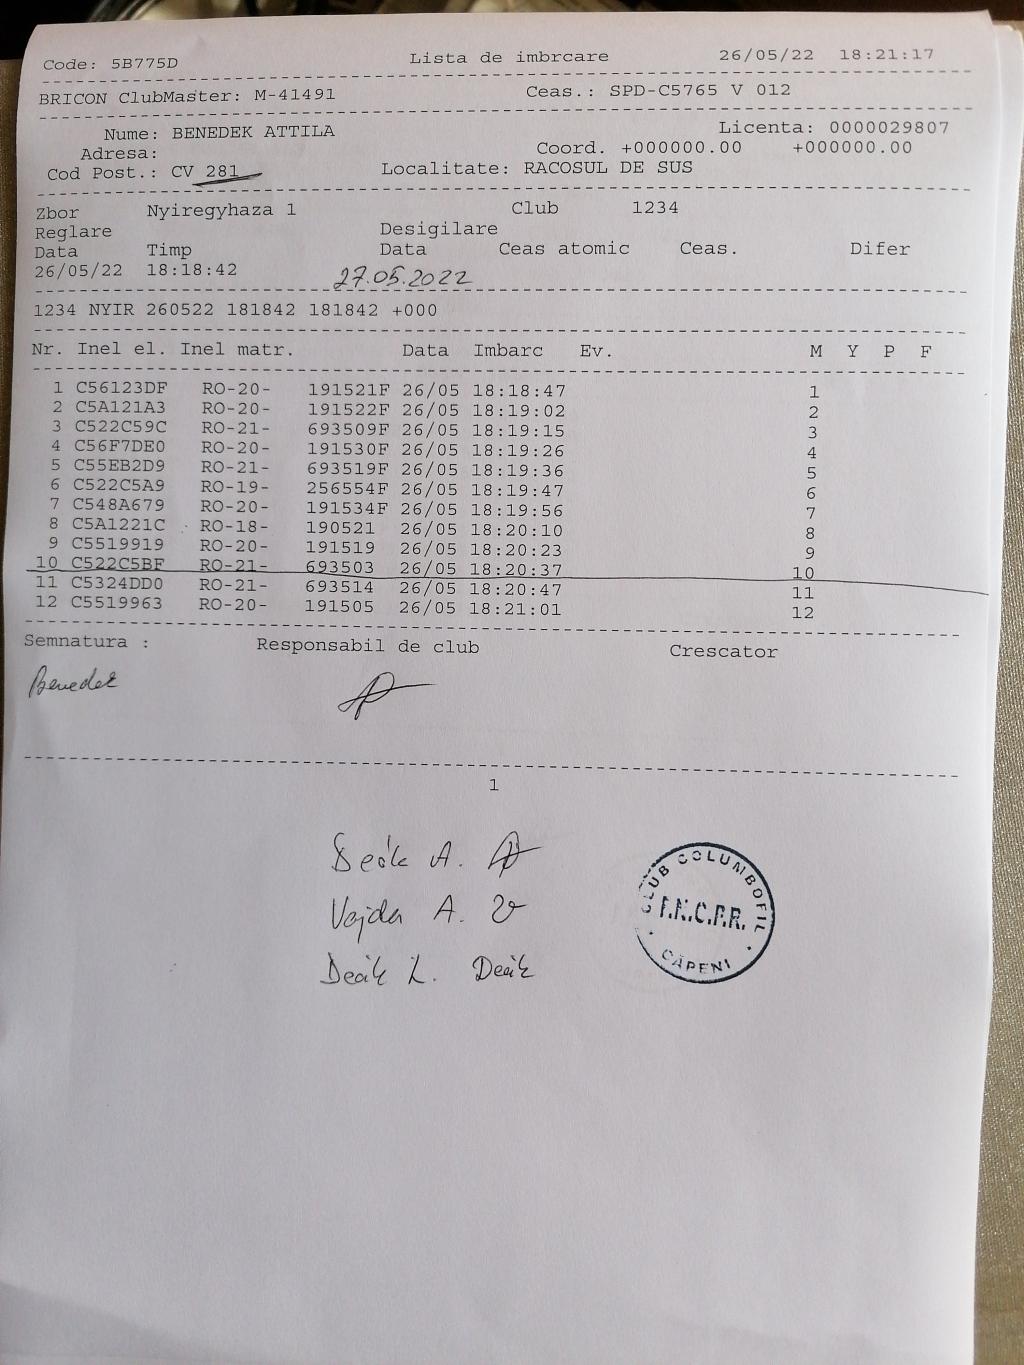 Code: 5B775D Lista de imbrcare 26/05/22 18:21:17
BRICON ClubMaster: M-41491 Ceas.: SPD-C5765 V 012
Nume: BENEDEK ATTILA Licenta: 0000029807
Adresa: Coord. +000000.00 +000000.00
Cod Post.: CV 281 Localitate: RACOSUL DE SUS
Zbor Nyiregyhaza 1 Club 1234
Reglare Desigilare
Data Timp Data Ceas atomic Ceas. Difer
26/05/22 18:18:42 27.05.2022
1234 NYIR 260522 181842 181842 +000
Nr. Inel el. Inel matr. Data Imbarc Ev. M Y P F
1 C56123DF RO-20- 191521F 26/05 18:18:47 1
2 C5A121A3 RO-20- 191522F 26/05 18:19:02 2
3 C522C59C RO-21- 693509F 26/05 18:19:15 3
4 C56F7DE0 RO-20- 191530F 26/05 18:19:26 4
5 C55EB2D9 RO-21- 693519F 26/05 18:19:36 5
6 C522C5A9 RO-19- 256554F 26/05 18:19:47 6
7 C548A679 RO-20- 191534F 26/05 18:19:56 7
8 C5A1221C RO-18- 190521 26/05 18:20:10 8
9 C5519919 RO-20- 191519 26/05 18:20:23 9
10 C522C5BF RO-21- 693503 26/05 18:20:37 10
11 C5324DD0 RO-21- 693514 26/05 18:20:47 11
12 C5519963 RO-20- 191505 26/05 18:21:01 12
Semnatura : Responsabil de club Crescator
Benedek
1
Deák A.
Vajda A.
Deák L. Deák
CLUB COLUMBOFIL
F.N.C.P.R.
CĂPENI